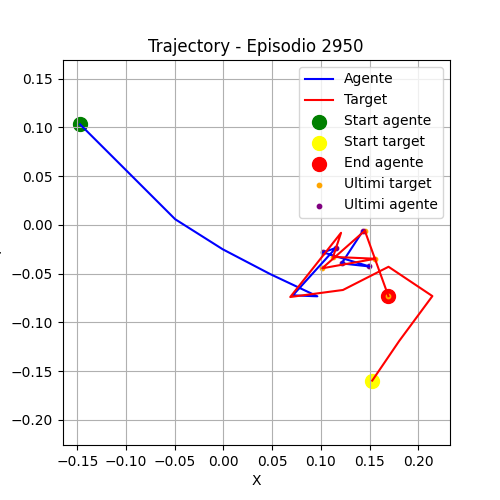 Trajectory - Episodio 2950
Agente
Target
Start agente
Start target
End agente
Ultimi target
Ultimi agente
0.15
0.10
0.05
0.00
−0.05
−0.10
−0.15
−0.20
−0.15 −0.10 −0.05 0.00 0.05 0.10 0.15 0.20
X